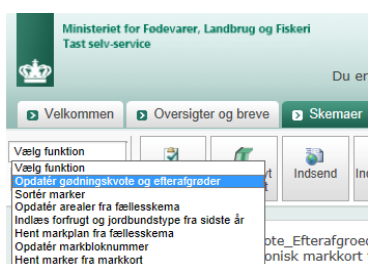 Ministeriet for Fødevarer, Landbrug og Fiskeri
Tast selv-service
Du er
Velkommen
Oversigter og breve
Skemaer
Vælg funktion
Indsend
Vælg funktion
Opdatér gødningskvote og efterafgrøder
Sortér marker
Opdatér arealer fra fællesskema
Indlæs forfrugt og jordbundstype fra sidste år
Hent markplan fra fællesskema
Opdatér markbloknummer
Hent marker fra markkort
ote_Efterafgroed
onisk markkort